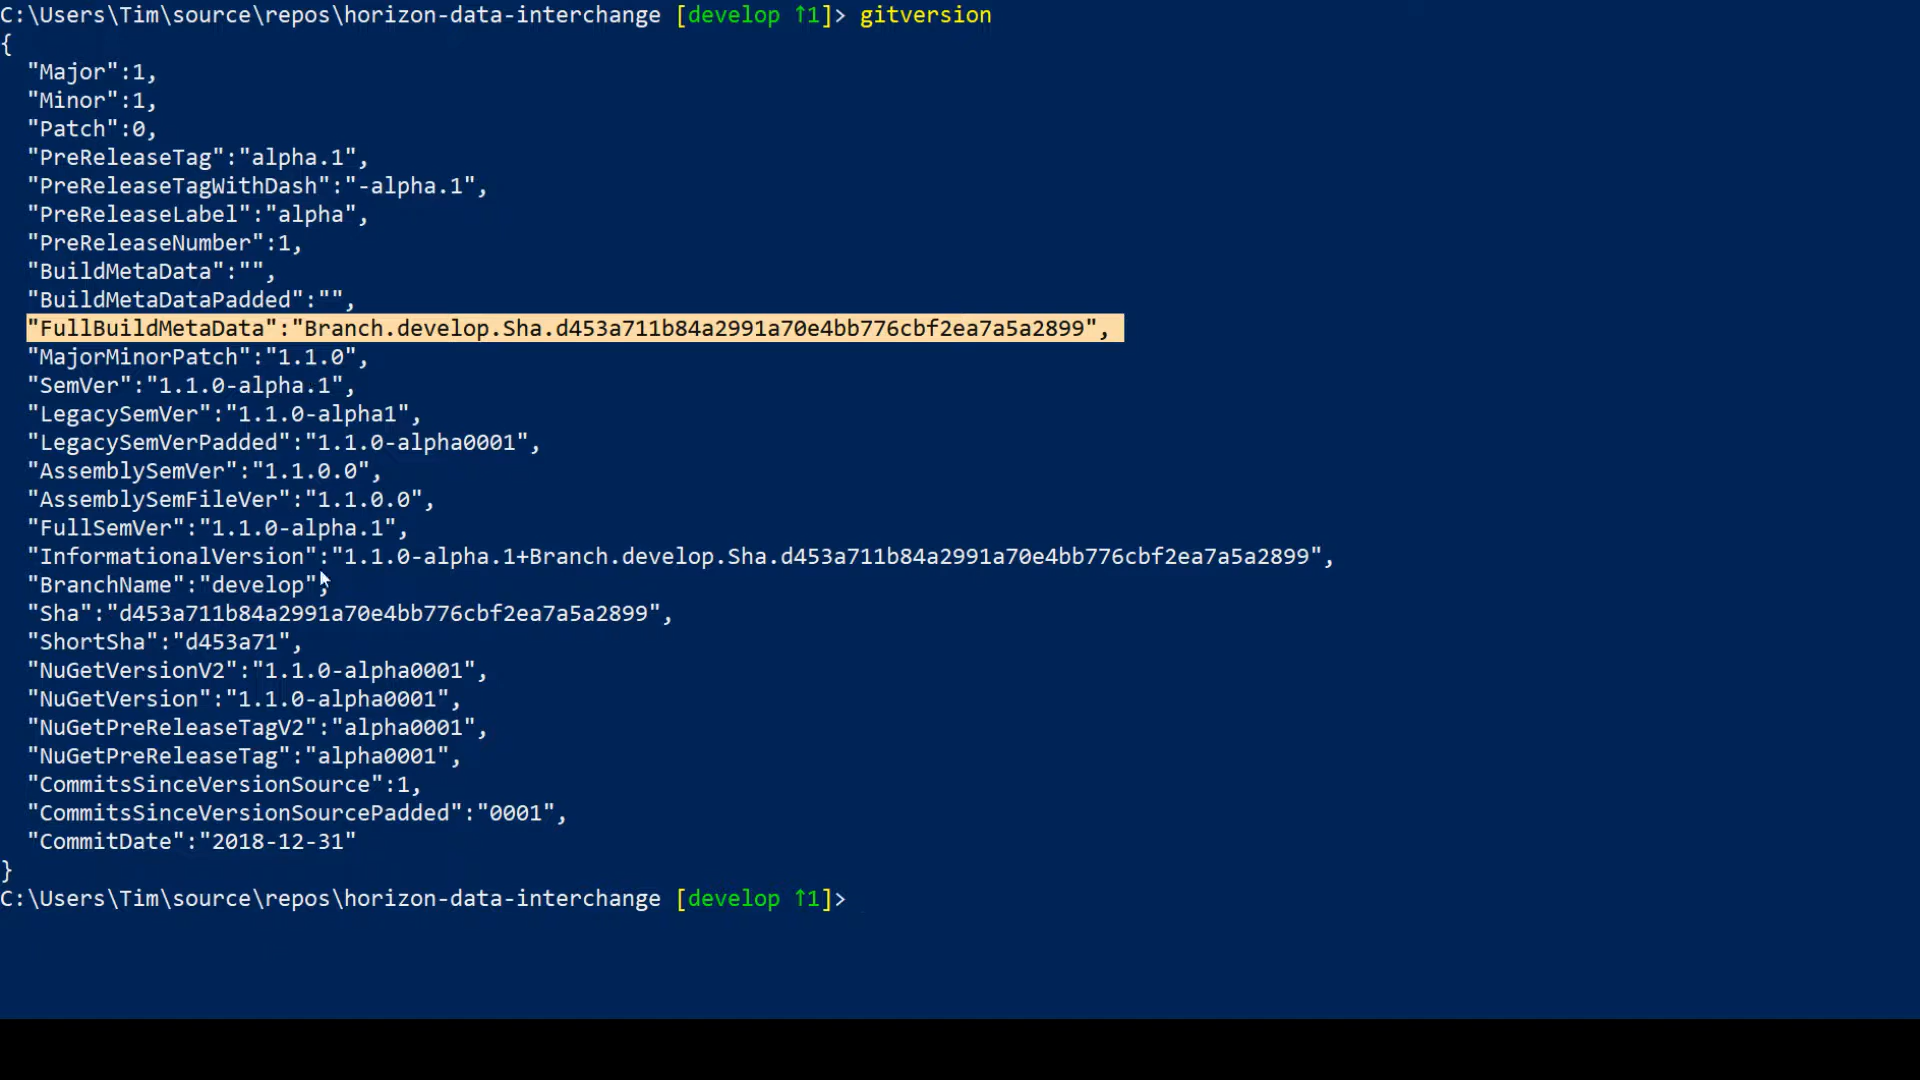 C:\Users\Tim\source\repos\horizon-data-interchange [develop ↑1]> gitversion
{
  "Major":1,
  "Minor":1,
  "Patch":0,
  "PreReleaseTag":"alpha.1",
  "PreReleaseTagWithDash":"-alpha.1",
  "PreReleaseLabel":"alpha",
  "PreReleaseNumber":1,
  "BuildMetaData":"",
  "BuildMetaDataPadded":"",
  "FullBuildMetaData":"Branch.develop.Sha.d453a711b84a2991a70e4bb776cbf2ea7a5a2899",
  "MajorMinorPatch":"1.1.0",
  "SemVer":"1.1.0-alpha.1",
  "LegacySemVer":"1.1.0-alpha1",
  "LegacySemVerPadded":"1.1.0-alpha0001",
  "AssemblySemVer":"1.1.0.0",
  "AssemblySemFileVer":"1.1.0.0",
  "FullSemVer":"1.1.0-alpha.1",
  "InformationalVersion":"1.1.0-alpha.1+Branch.develop.Sha.d453a711b84a2991a70e4bb776cbf2ea7a5a2899",
  "BranchName":"develop",
  "Sha":"d453a711b84a2991a70e4bb776cbf2ea7a5a2899",
  "ShortSha":"d453a71",
  "NuGetVersionV2":"1.1.0-alpha0001",
  "NuGetVersion":"1.1.0-alpha0001",
  "NuGetPreReleaseTagV2":"alpha0001",
  "NuGetPreReleaseTag":"alpha0001",
  "CommitsSinceVersionSource":1,
  "CommitsSinceVersionSourcePadded":"0001",
  "CommitDate":"2018-12-31"
}
C:\Users\Tim\source\repos\horizon-data-interchange [develop ↑1]>